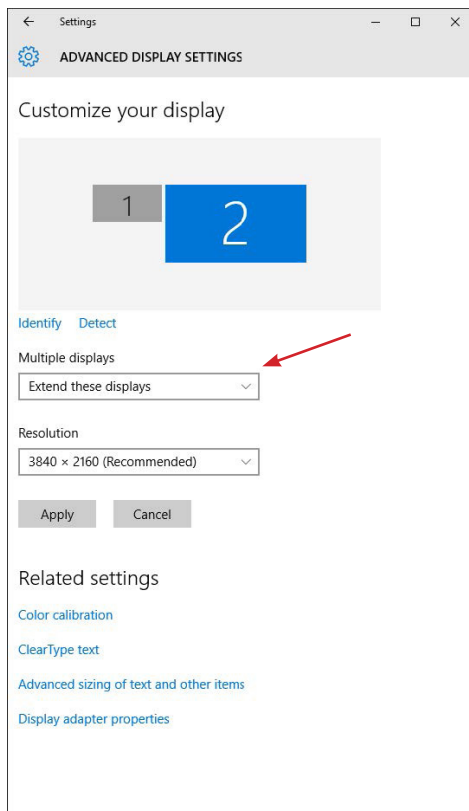 Settings
ADVANCED DISPLAY SETTINGS
Customize your display
1
2
Identify Detect
Multiple displays
Extend these displays
Resolution
3840 × 2160 (Recommended)
Apply Cancel
Related settings
Color calibration
ClearType text
Advanced sizing of text and other items
Display adapter properties